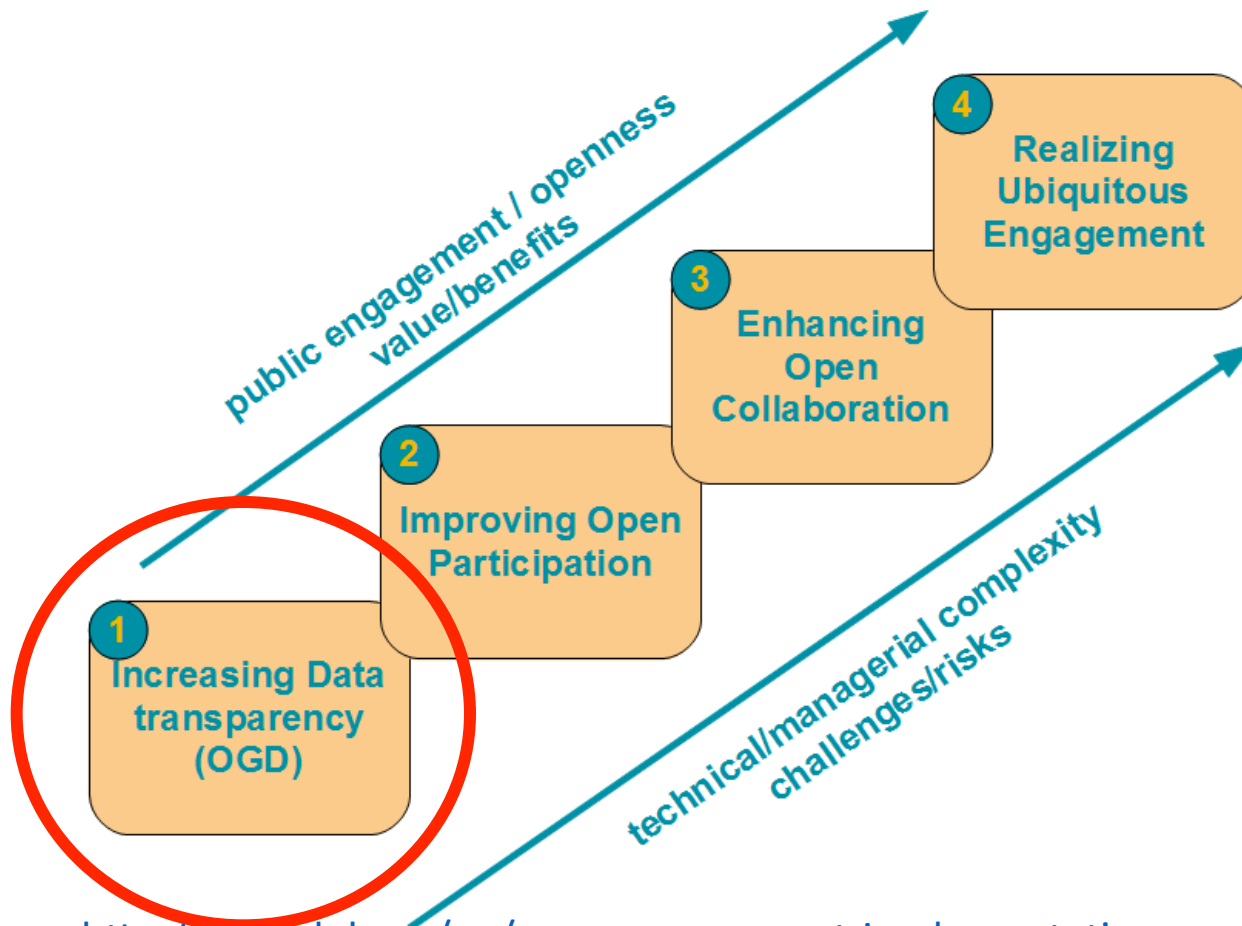 public engagement / openness
value/benefits
4
Realizing
Ubiquitous
Engagement
3
Enhancing
Open
Collaboration
2
Improving Open
Participation
1
Increasing Data
transparency
(OGD)
technical/managerial complexity
challenges/risks